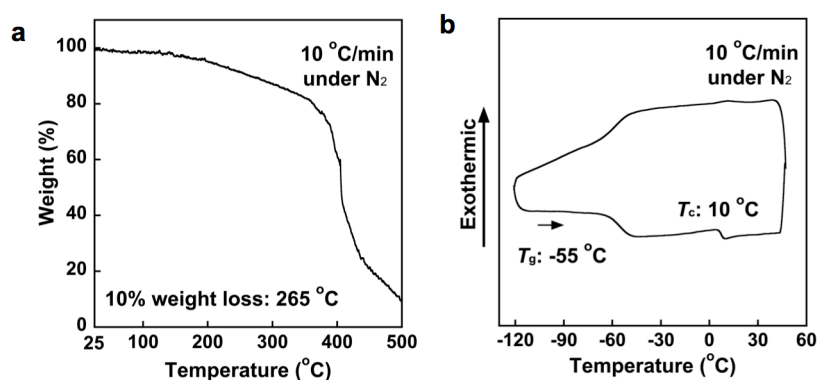 a
100
80
60
40
20
0
Weight (%)
10 °C/min
under N2
10% weight loss: 265 °C
25 100 200 300 400 500
Temperature (°C)
b
Exothermic
10 °C/min
under N2
Tc: 10 °C
Tg: -55 °C
-120 -90 -60 -30 0 30 60
Temperature (°C)